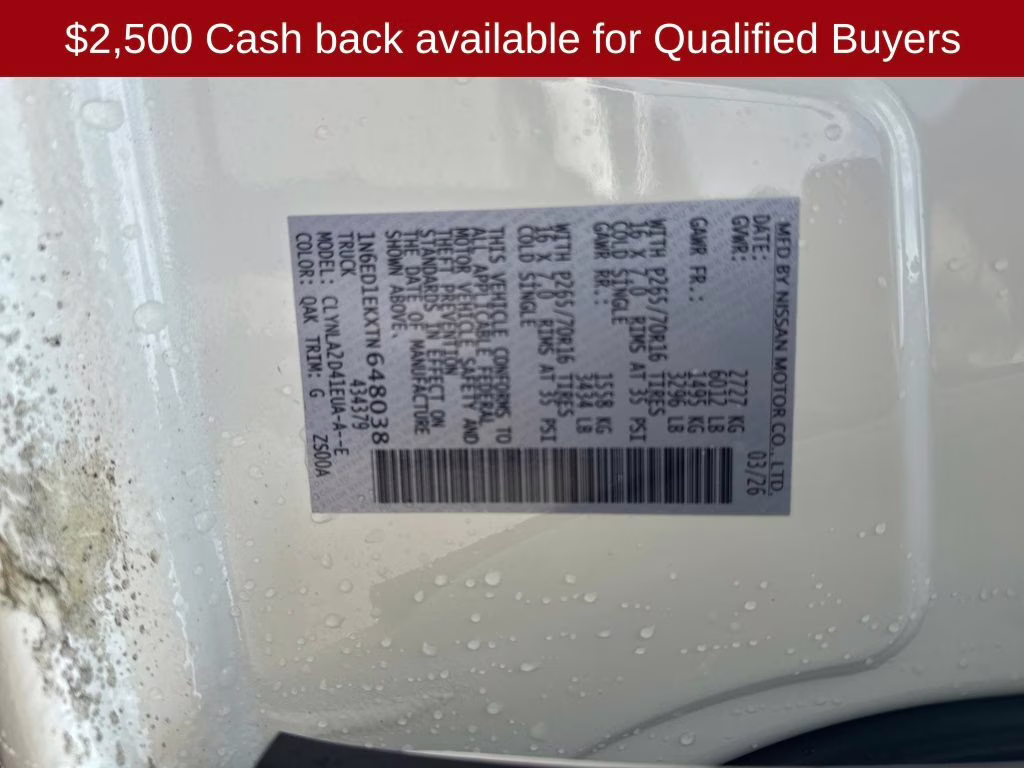 $2,500 Cash back available for Qualified Buyers
MFD BY NISSAN MOTOR CO., LTD.
DATE: 03/26
GVWR: 2727 KG
6012 LB
GAWR FR.: 1495 KG
3296 LB
WITH P265/70R16 TIRES
16 X 7.0 RIMS AT 35 PSI
COLD SINGLE
GAWR RR.: 1558 KG
3434 LB
WITH P265/70R16 TIRES
16 X 7.0 RIMS AT 35 PSI
COLD SINGLE
THIS VEHICLE CONFORMS TO
ALL APPLICABLE FEDERAL
MOTOR VEHICLE SAFETY AND
THEFT PREVENTION
STANDARDS IN EFFECT ON
THE DATE OF MANUFACTURE
SHOWN ABOVE.
1N6ED1EKXTN648038
TRUCK 434379
MODEL: CLYNLA2D41EUA-A--E
COLOR: QAK TRIM: G ZS00A